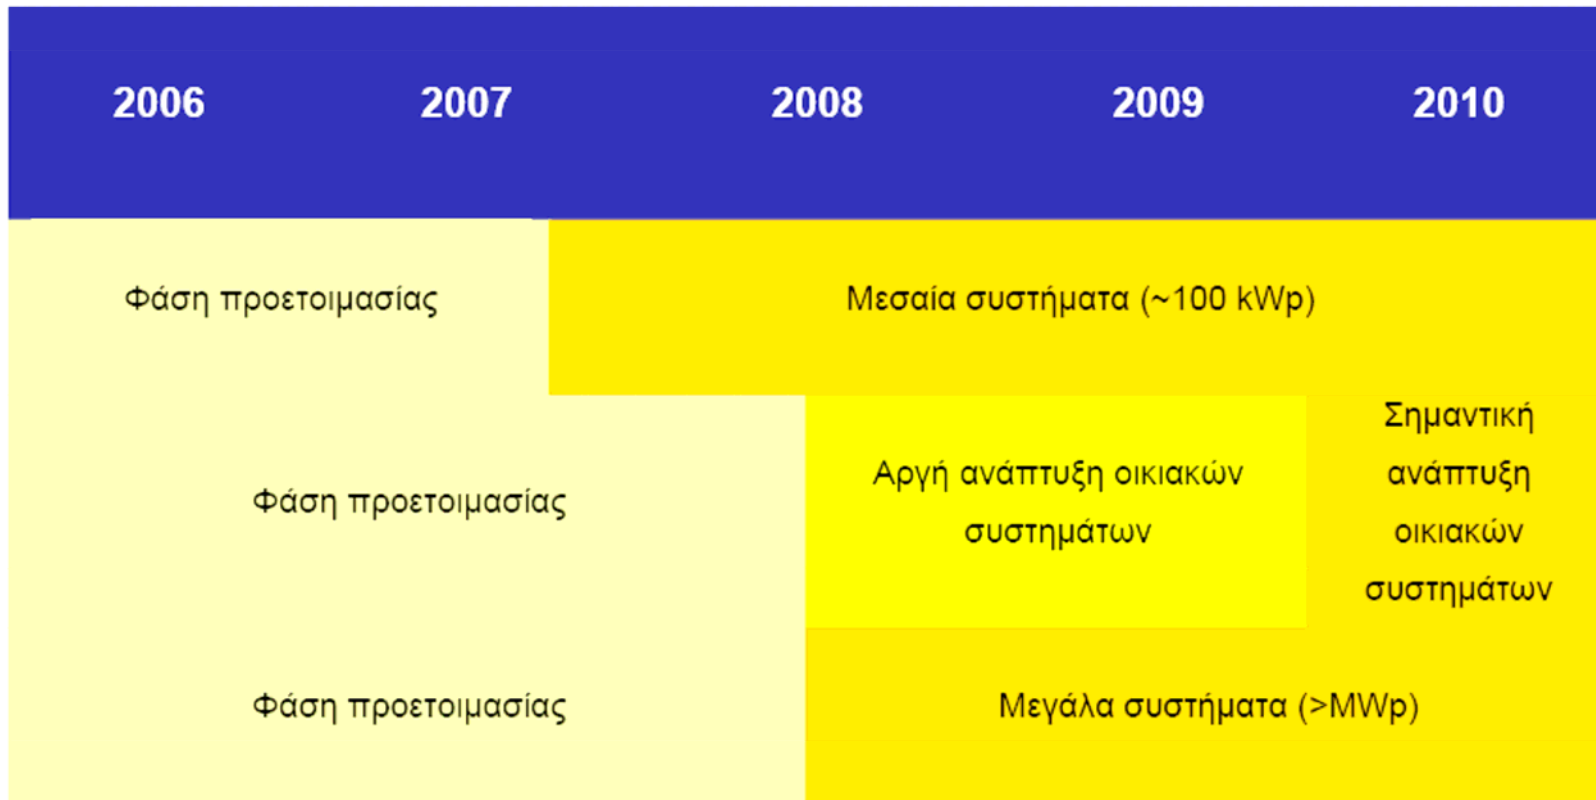 2006 2007 2008 2009 2010
Φάση προετοιμασίας
Μεσαία συστήματα (~100 kWp)
Φάση προετοιμασίας
Αργή ανάπτυξη οικιακών
συστημάτων
Σημαντική
ανάπτυξη
οικιακών
συστημάτων
Φάση προετοιμασίας
Μεγάλα συστήματα (>MWp)